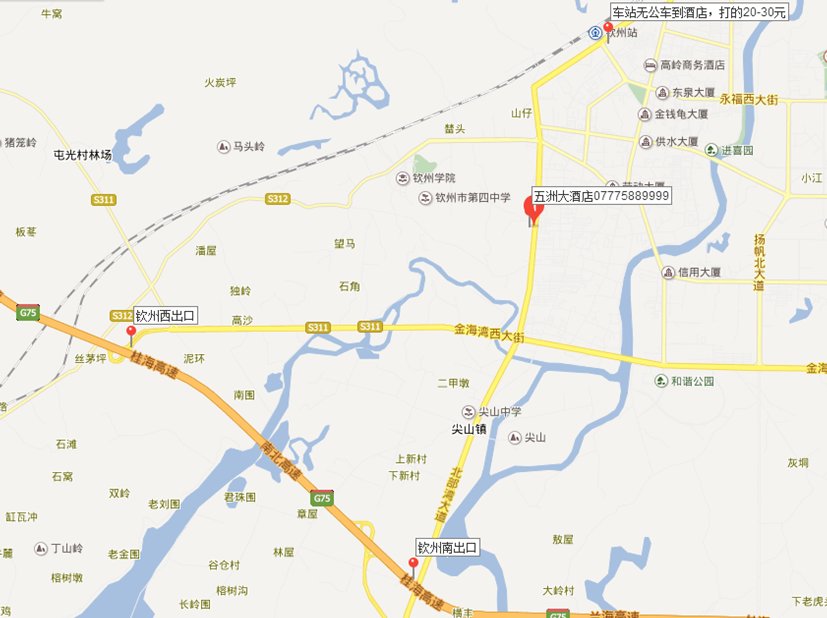 车站无公车到酒店，打的20-30元
牛窝
钦州站
高岭商务酒店
火炭坪
东泉大厦
永福西大街
山仔
金钱龟大厦
猪笼岭
屯光村林场
马头岭
供水大厦
进喜园
钦州学院
小江
S311
S312
钦州市第四中学
五洲大酒店07775889999
板苳
潘屋
望马
扬帆北大道
信用大厦
独岭
石角
G75
S312
钦州西出口
高沙
S311
S311
金海湾西大街
丝茅坪
桂海高速
泥环
金海
南围
二甲墩
和谐公园
尖山中学
尖山镇
尖山
石滩
南北高速
上新村
下新村
石窝
双岭
老刘围
君珠围
G75
北部湾大道
灰埇
缸瓦冲
章屋
丁山岭
老金围
林屋
钦州南出口
敖屋
谷仓村
榕树墩
榕树沟
桂海高速
大岭村
长岭围
横丰
G75
兰海高速
下老虎
鸡